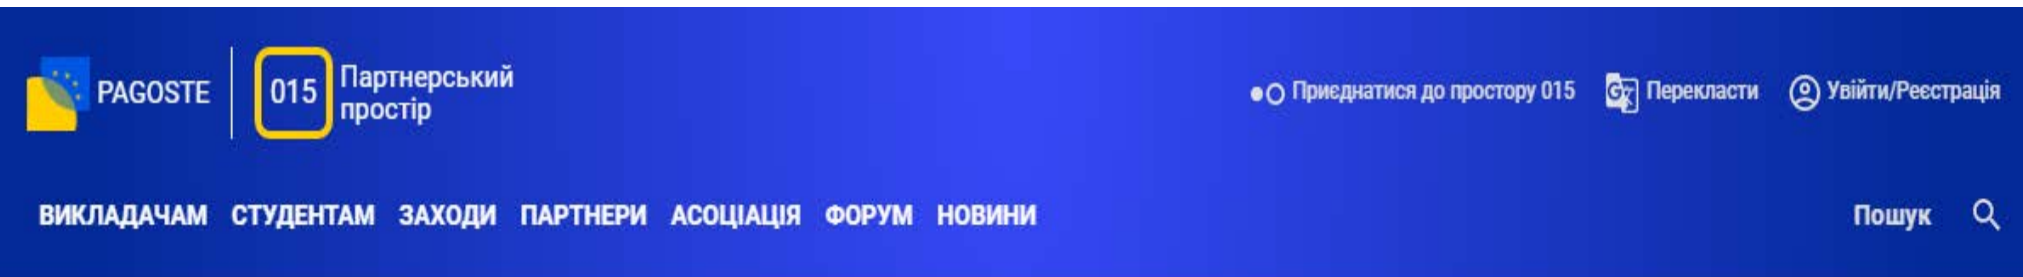 PAGOSTE
015
Партнерський
простір
Приєднатися до простору 015
Перекласти
Увійти/Реєстрація
ВИКЛАДАЧАМ СТУДЕНТАМ ЗАХОДИ ПАРТНЕРИ АСОЦІАЦІЯ ФОРУМ НОВИНИ
Пошук